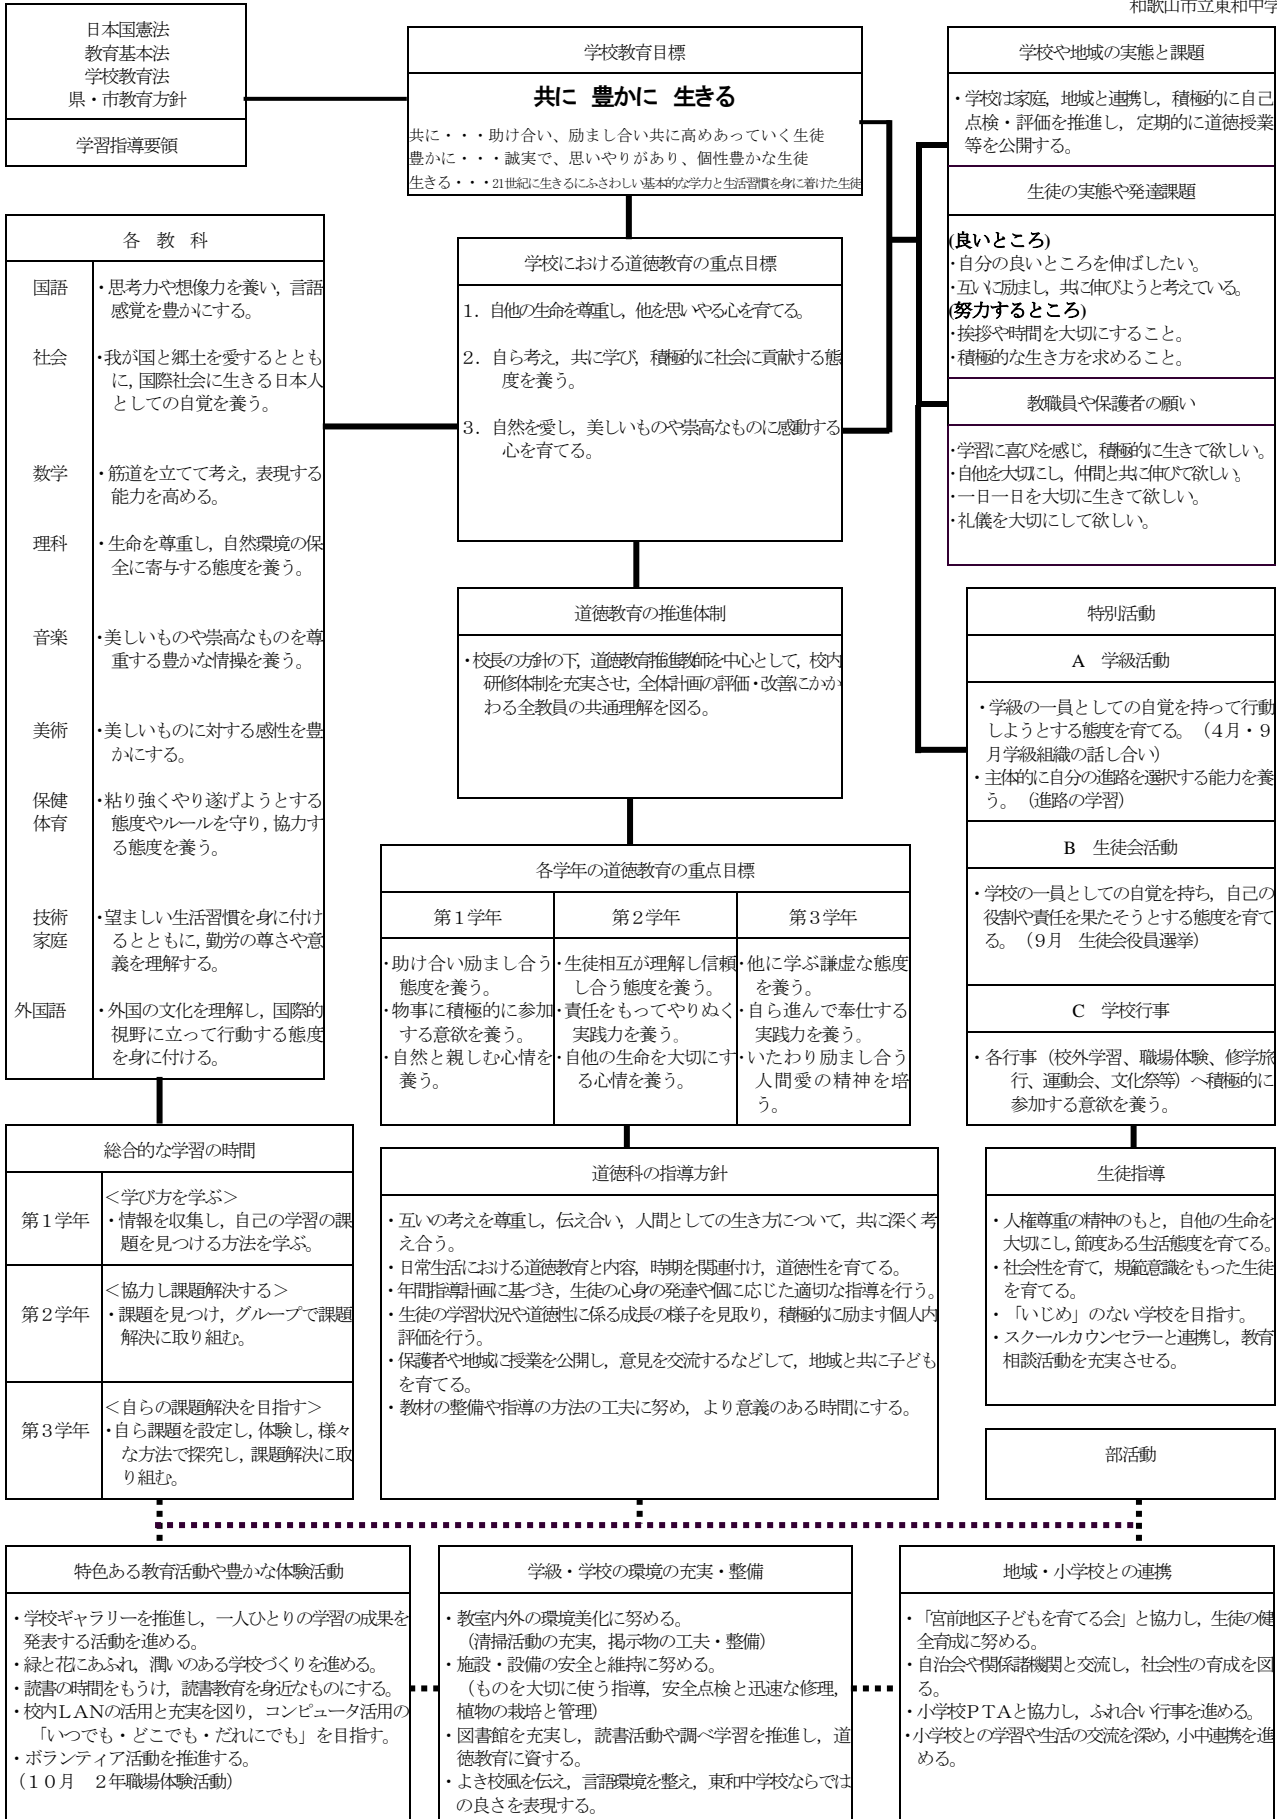 和歌山市立東和中学
日本国憲法
教育基本法
学校教育法
県・市教育方針
学習指導要領
学校教育目標
共に 豊かに 生きる
共に・・・助け合い、励まし合い共に高めあっていく生徒
豊かに・・・誠実で、思いやりがあり、個性豊かな生徒
生きる・・・21世紀に生きるにふさわしい基本的な学力と生活習慣を身に着けた生徒
学校や地域の実態と課題
・学校は家庭，地域と連携し，積極的に自己
点検・評価を推進し，定期的に道徳授業
等を公開する。
生徒の実態や発達課題
(良いところ)
・自分の良いところを伸ばしたい。
・互いに励まし，共に伸びようと考えている。
(努力するところ)
・挨拶や時間を大切にすること。
・積極的な生き方を求めること。
教職員や保護者の願い
・学習に喜びを感じ，積極的に生きて欲しい。
・自他を大切にし，仲間と共に伸びて欲しい。
・一日一日を大切に生きて欲しい。
・礼儀を大切にして欲しい。
各 教 科
国語
・思考力や想像力を養い，言語
感覚を豊かにする。
社会
・我が国と郷土を愛するととも
に，国際社会に生きる日本人
としての自覚を養う。
数学
・筋道を立てて考え，表現する
能力を高める。
理科
・生命を尊重し，自然環境の保
全に寄与する態度を養う。
音楽
・美しいものや崇高なものを尊
重する豊かな情操を養う。
美術
・美しいものに対する感性を豊
かにする。
保健
体育
・粘り強くやり遂げようとする
態度やルールを守り，協力す
る態度を養う。
技術
家庭
・望ましい生活習慣を身に付け
るとともに，勤労の尊さや意
義を理解する。
外国語
・外国の文化を理解し，国際的
視野に立って行動する態度
を身に付ける。
学校における道徳教育の重点目標
１．自他の生命を尊重し，他を思いやる心を育てる。
２．自ら考え，共に学び，積極的に社会に貢献する態
度を養う。
３．自然を愛し，美しいものや崇高なものに感動する
心を育てる。
道徳教育の推進体制
・校長の方針の下，道徳教育推進教師を中心として，校内
研修体制を充実させ，全体計画の評価・改善にかか
わる全教員の共通理解を図る。
各学年の道徳教育の重点目標
第１学年
・助け合い励まし合う
態度を養う。
・物事に積極的に参加
する意欲を養う。
・自然と親しむ心情を
養う。
第２学年
・生徒相互が理解し信頼
し合う態度を養う。
・責任をもってやりぬく
実践力を養う。
・自他の生命を大切にす
る心情を養う。
第３学年
・他に学ぶ謙虚な態度
を養う。
・自ら進んで奉仕する
実践力を養う。
・いたわり励まし合う
人間愛の精神を培
う。
特別活動
A 学級活動
・学級の一員としての自覚を持って行動
しようとする態度を育てる。（４月・９
月学級組織の話し合い）
・主体的に自分の進路を選択する能力を養
う。（進路の学習）
B 生徒会活動
・学校の一員としての自覚を持ち，自己の
役割や責任を果たそうとする態度を育て
る。（９月 生徒会役員選挙）
C 学校行事
・各行事（校外学習、職場体験、修学旅
行、運動会、文化祭等）へ積極的に
参加する意欲を養う。
総合的な学習の時間
第１学年
＜学び方を学ぶ＞
・情報を収集し，自己の学習の課
題を見つける方法を学ぶ。
第２学年
＜協力し課題解決する＞
・課題を見つけ，グループで課題
解決に取り組む。
第３学年
＜自らの課題解決を目指す＞
・自ら課題を設定し，体験し，様々
な方法で探究し，課題解決に取
り組む。
道徳科の指導方針
・互いの考えを尊重し，伝え合い，人間としての生き方について，共に深く考
え合う。
・日常生活における道徳教育と内容，時期を関連付け，道徳性を育てる。
・年間指導計画に基づき，生徒の心身の発達や個に応じた適切な指導を行う。
・生徒の学習状況や道徳性に係る成長の様子を見取り，積極的に励ます個人内
評価を行う。
・保護者や地域に授業を公開し，意見を交流するなどして，地域と共に子ども
を育てる。
・教材の整備や指導の方法の工夫に努め，より意義のある時間にする。
生徒指導
・人権尊重の精神のもと，自他の生命を
大切にし，節度ある生活態度を育てる。
・社会性を育て，規範意識をもった生徒
を育てる。
・「いじめ」のない学校を目指す。
・スクールカウンセラーと連携し，教育
相談活動を充実させる。
部活動
特色ある教育活動や豊かな体験活動
・学校ギャラリーを推進し，一人ひとりの学習の成果を
発表する活動を進める。
・緑と花にあふれ，潤いのある学校づくりを進める。
・読書の時間をもうけ，読書教育を身近なものにする。
・校内ＬＡＮの活用と充実を図り，コンピュータ活用の
「いつでも・どこでも・だれにでも」を目指す。
・ボランティア活動を推進する。
（１０月 ２年職場体験活動）
学級・学校の環境の充実・整備
・教室内外の環境美化に努める。
（清掃活動の充実，掲示物の工夫・整備）
・施設・設備の安全と維持に努める。
（ものを大切に使う指導，安全点検と迅速な修理，
植物の栽培と管理）
・図書館を充実し，読書活動や調べ学習を推進し，道
徳教育に資する。
・よき校風を伝え，言語環境を整え，東和中学校ならでは
の良さを表現する。
地域・小学校との連携
・「宮前地区子どもを育てる会」と協力し，生徒の健
全育成に努める。
・自治会や関係諸機関と交流し，社会性の育成を図
る。
・小学校ＰＴＡと協力し，ふれ合い行事を進める。
・小学校との学習や生活の交流を深め，小中連携を進
める。